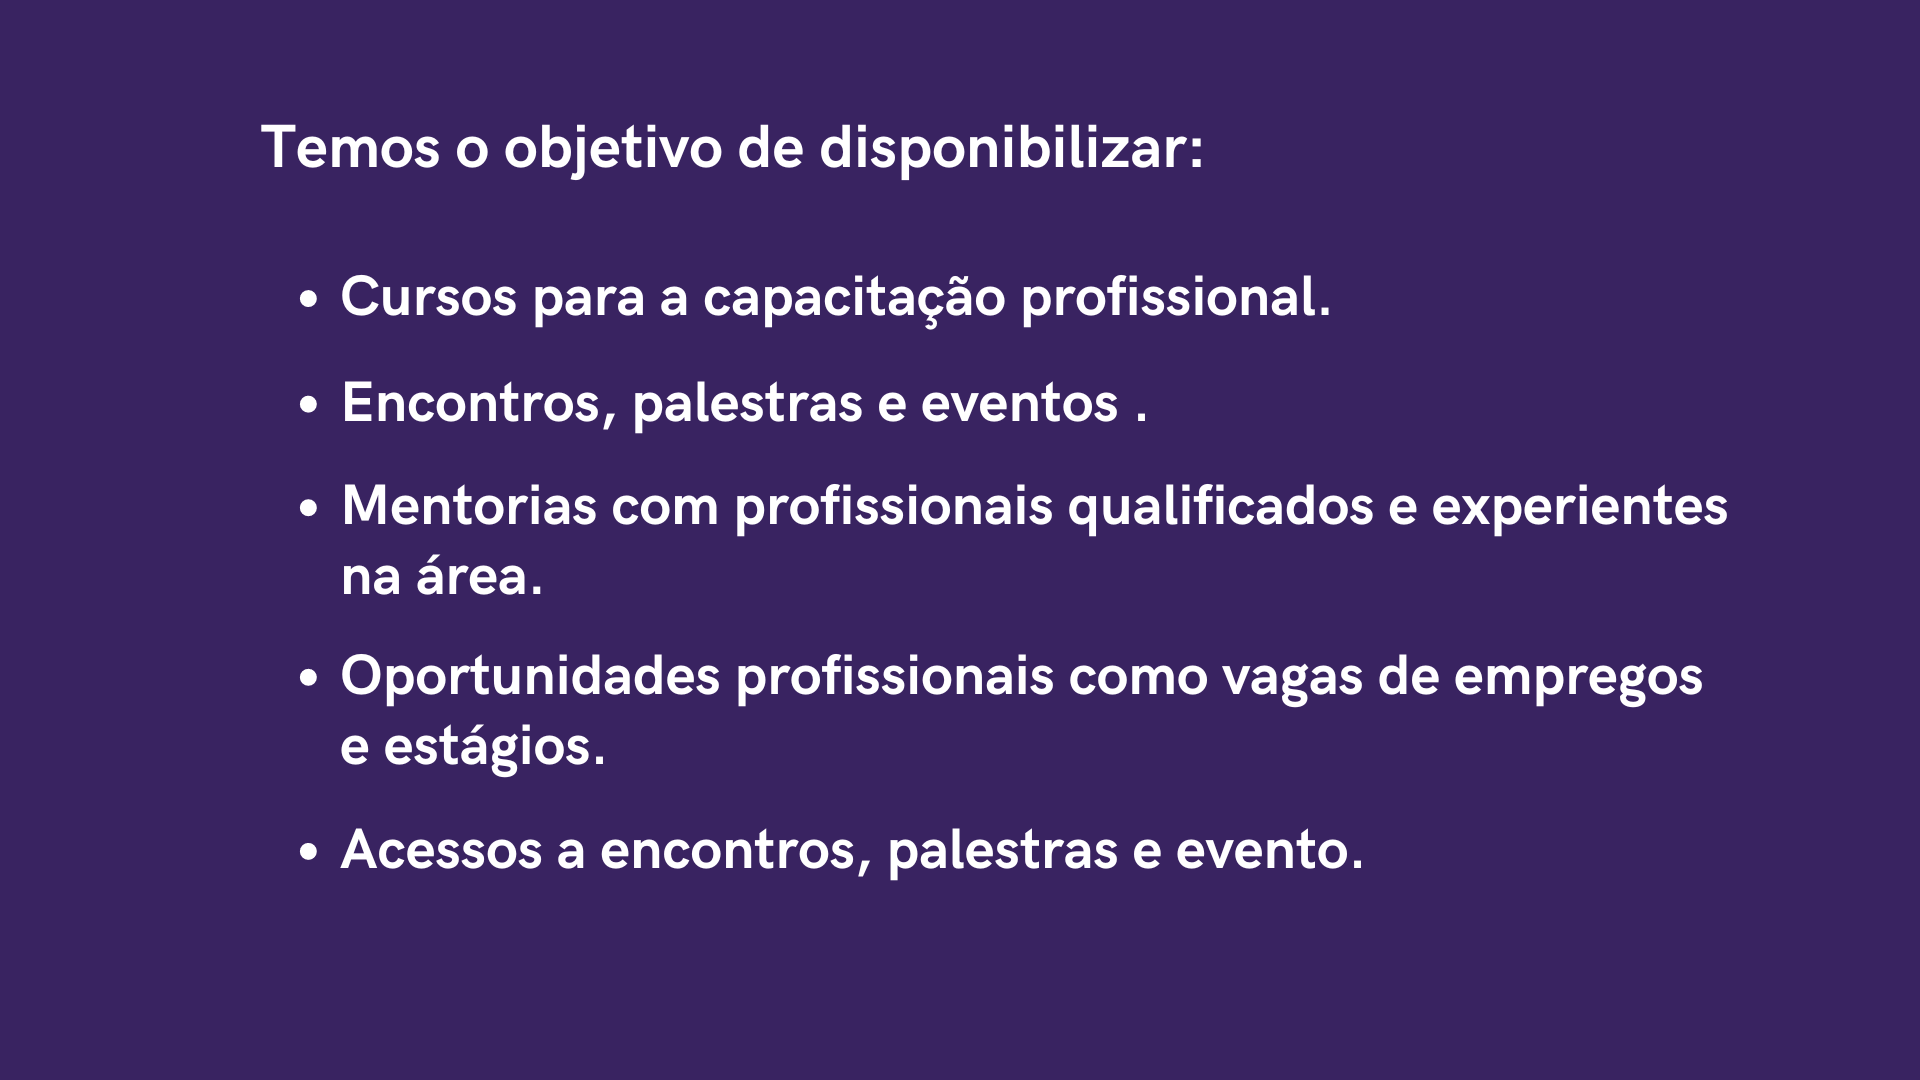 Temos o objetivo de disponibilizar:
• Cursos para a capacitação profissional.
• Encontros, palestras e eventos .
• Mentorias com profissionais qualificados e experientes
na área.
• Oportunidades profissionais como vagas de empregos
e estágios.
• Acessos a encontros, palestras e evento.